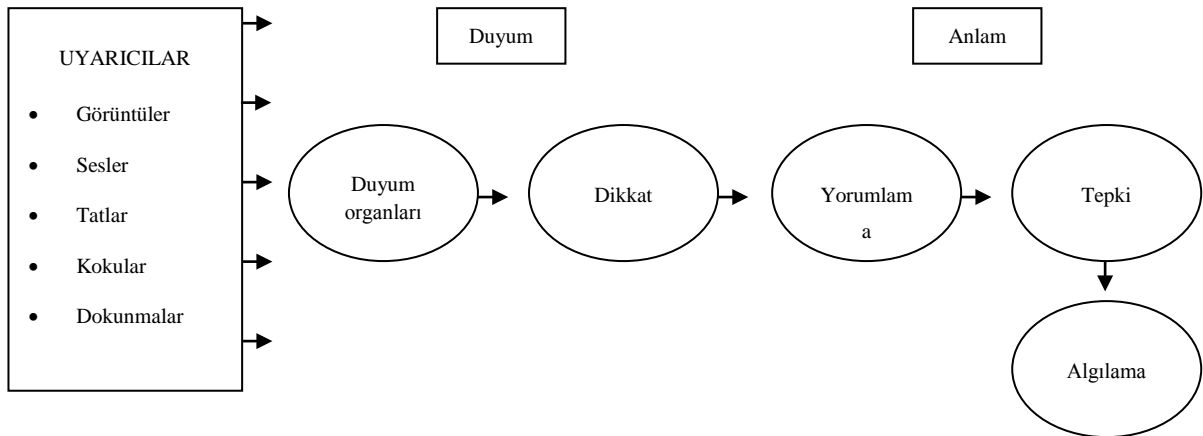 Duyum
Anlam
UYARICILAR
• Görüntüler
• Sesler
• Tatlar
• Kokular
• Dokunmalar
Duyum
organları
Dikkat
Yorumlam
a
Tepki
Algılama